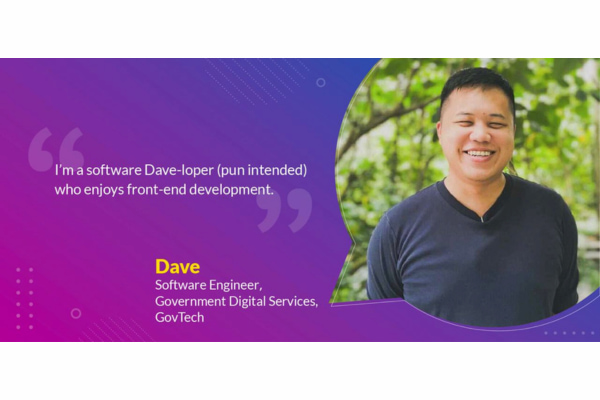 I'm a software Dave-loper (pun intended)
who enjoys front-end development.
Dave
Software Engineer,
Government Digital Services,
GovTech